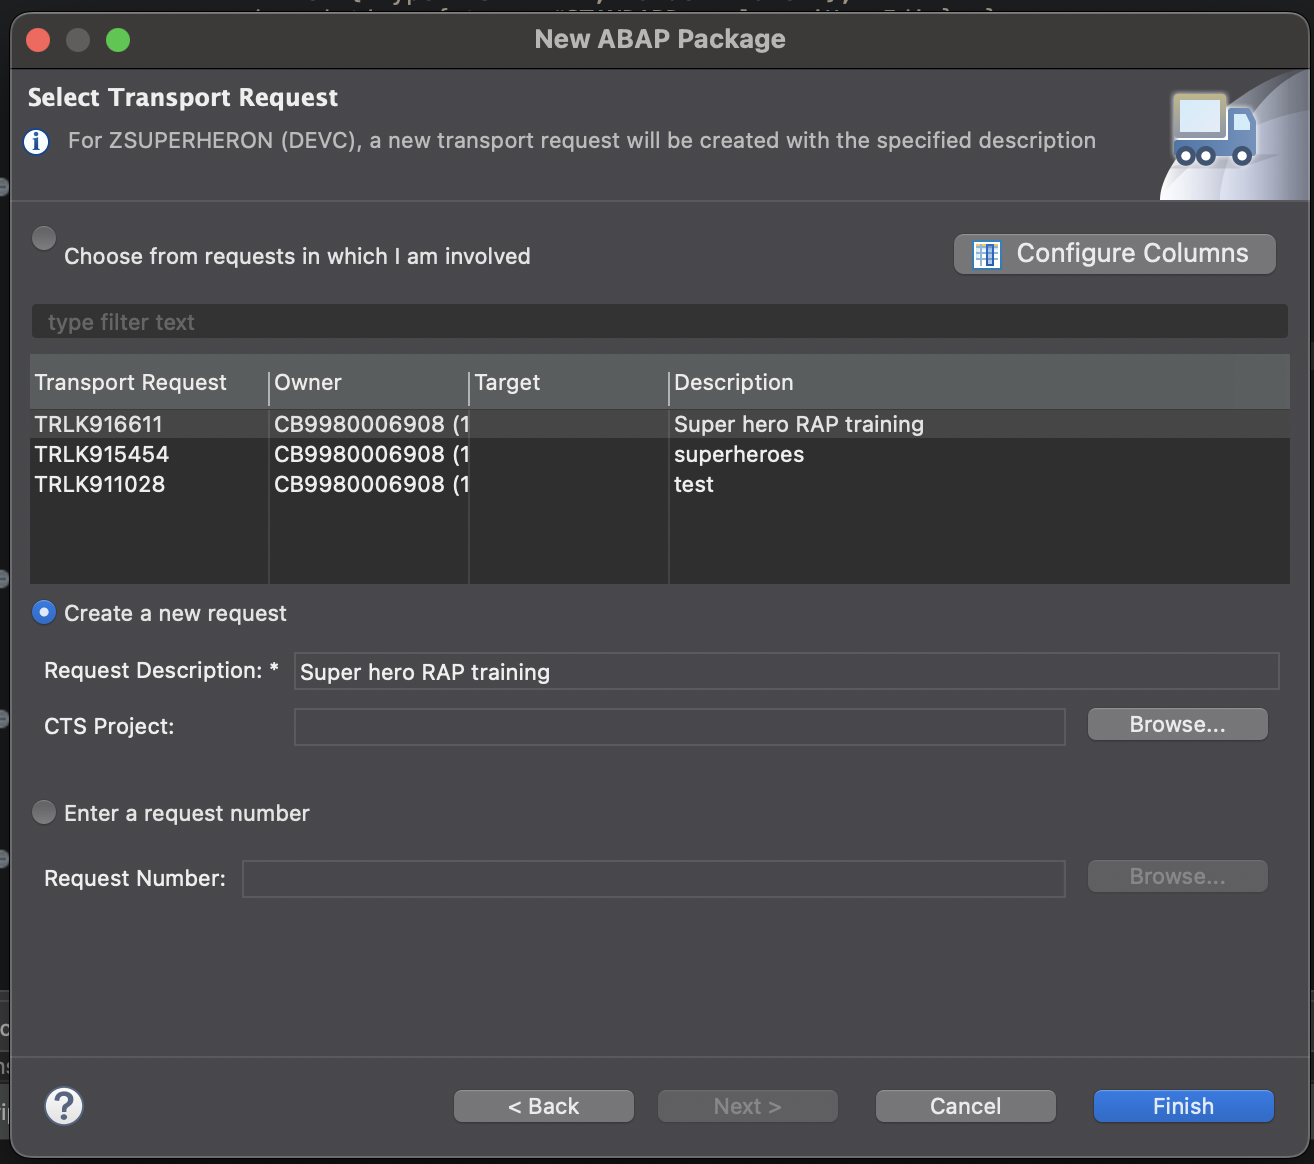 New ABAP Package
Select Transport Request
For ZSUPERHERON (DEVC), a new transport request will be created with the specified description
Choose from requests in which I am involved
Configure Columns
type filter text
Transport Request Owner Target Description
TRLK916611 CB9980006908 (1 Super hero RAP training
TRLK915454 CB9980006908 (1 superheroes
TRLK911028 CB9980006908 (1 test
Create a new request
Request Description: * Super hero RAP training
CTS Project: Browse...
Enter a request number
Request Number: Browse...
? < Back Next > Cancel Finish